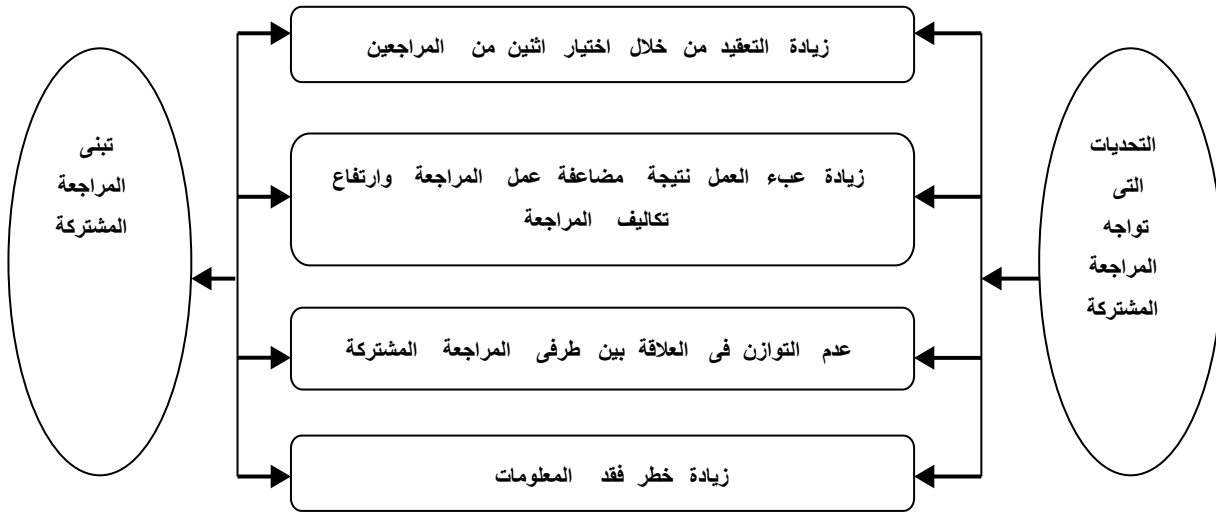 التحديات
التى
تواجه
المراجعة
المشتركة
زيادة التعقيد من خلال اختيار اثنين من المراجعين
زيادة عبء العمل نتيجة مضاعفة عمل المراجعة وارتفاع
تكاليف المراجعة
عدم التوازن فى العلاقة بين طرفى المراجعة المشتركة
زيادة خطر فقد المعلومات
تبنى
المراجعة
المشتركة